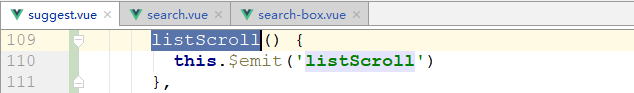 suggest.vue search.vue search-box.vue
109 listScroll() {
110 this.$emit('listScroll')
111 },